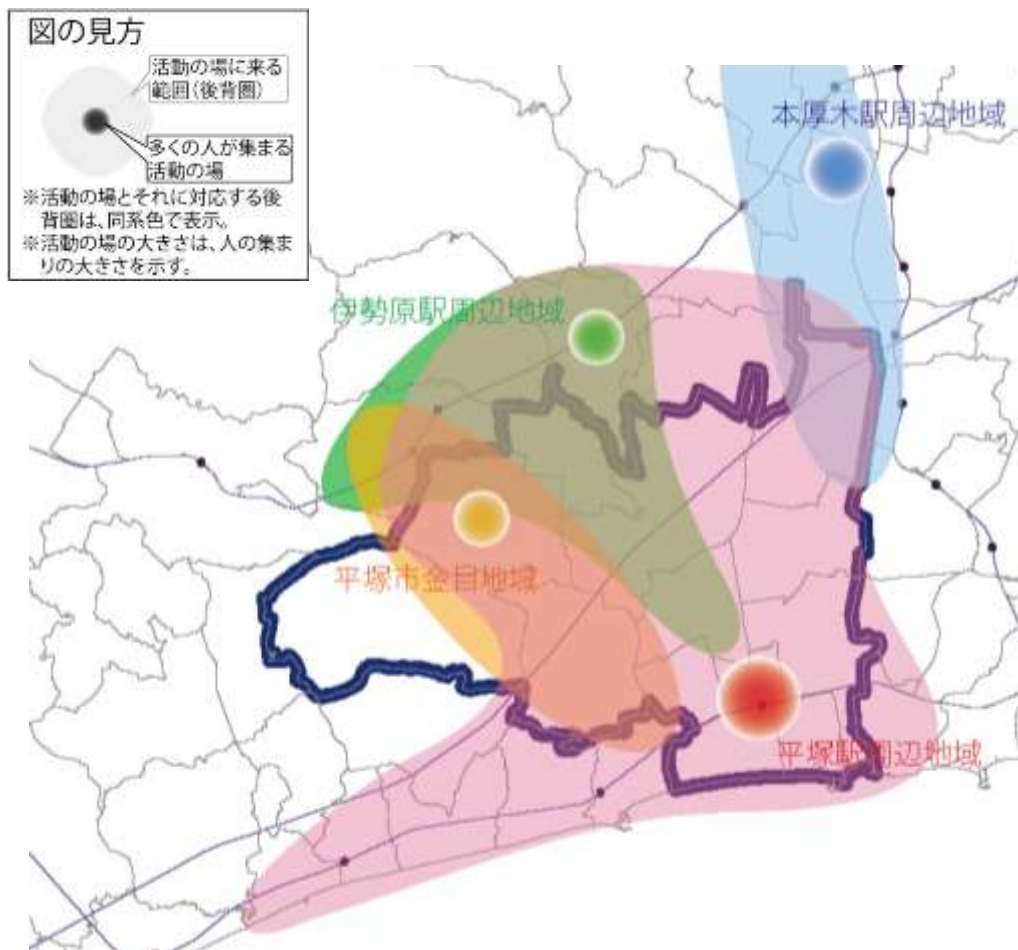 図の見方
活動の場に来る
範囲(後背圏)
多くの人が集まる
活動の場
※活動の場とそれに対応する後
背圏は、同系色で表示。
※活動の場の大きさは、人の集ま
りの大きさを示す。
本厚木駅周辺地域
伊勢原駅周辺地域
平塚市金目地域
平塚駅周辺地域